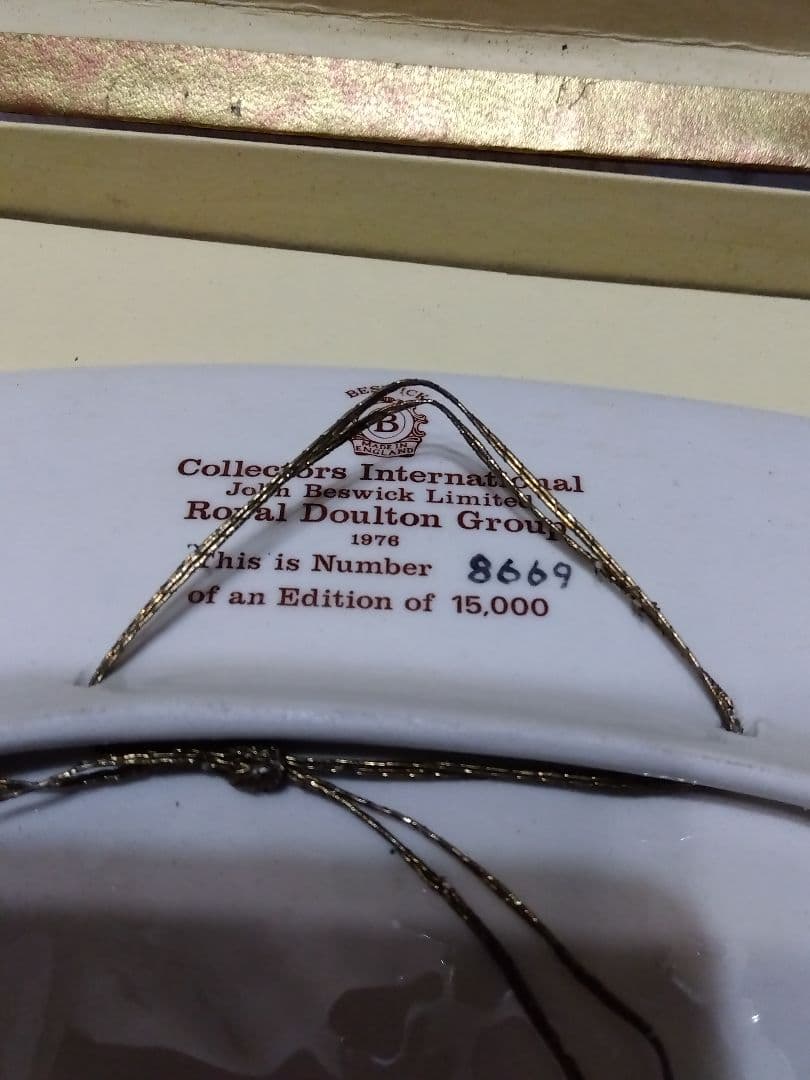 BESWICK
B
MADE IN
ENGLAND
Collectors International
John Beswick Limited
Royal Doulton Group
1976
This is Number 8669
of an Edition of 15,000